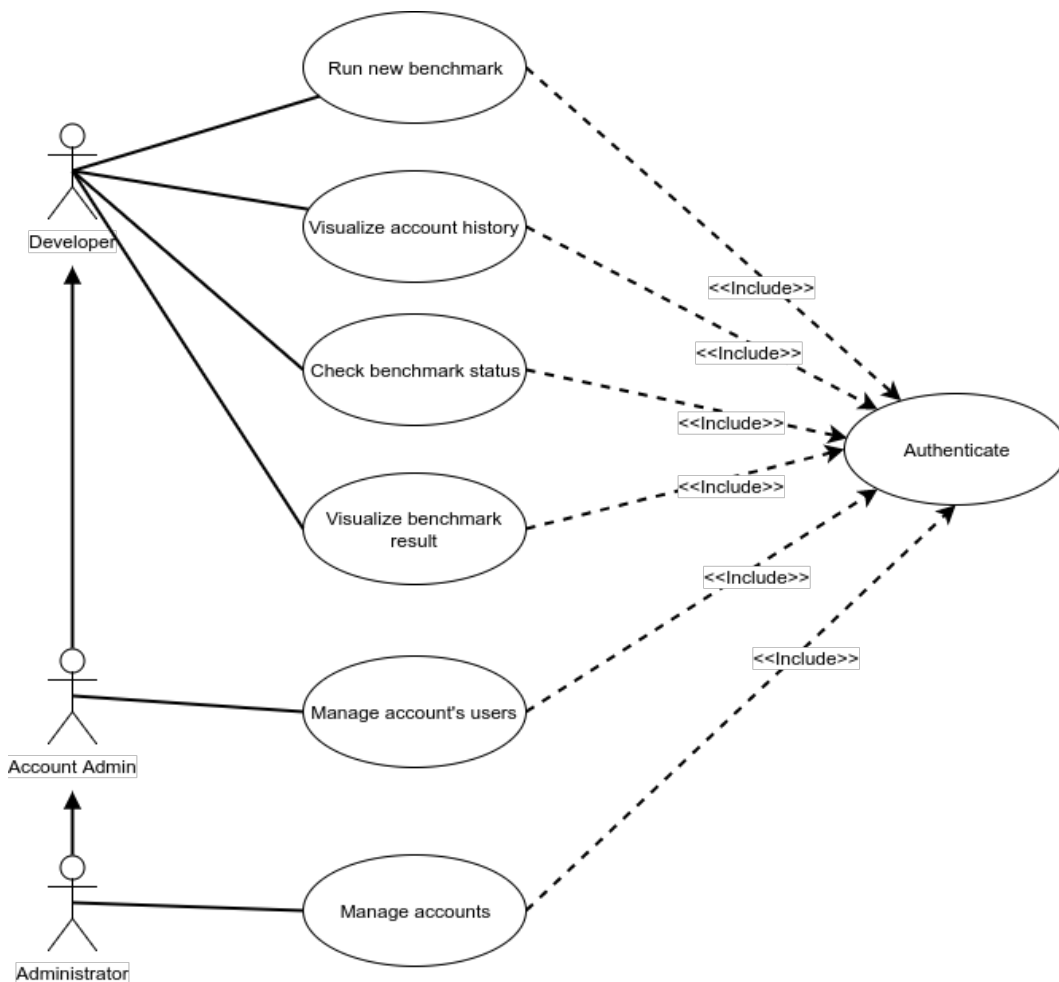 Run new benchmark
Developer
Visualize account history
<<Include>>
<<Include>>
Check benchmark status
<<Include>>
Authenticate
<<Include>>
Visualize benchmark
result
<<Include>>
<<Include>>
Manage account's users
Account Admin
Manage accounts
Administrator